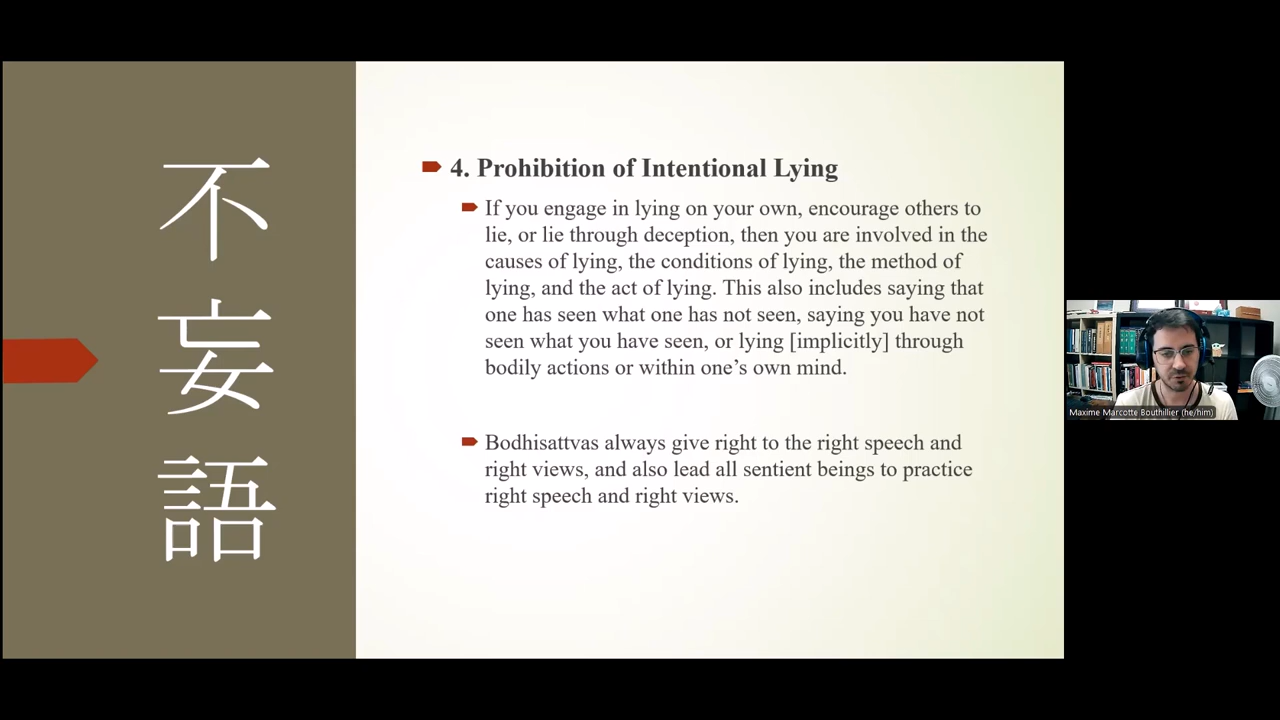 不妄語
4. Prohibition of Intentional Lying
If you engage in lying on your own, encourage others to
lie, or lie through deception, then you are involved in the
causes of lying, the conditions of lying, the method of
lying, and the act of lying. This also includes saying that
one has seen what one has not seen, saying you have not
seen what you have seen, or lying [implicitly] through
bodily actions or within one’s own mind.
Bodhisattvas always give right to the right speech and
right views, and also lead all sentient beings to practice
right speech and right views.
Maxime Marcotte Bouthillier (he/him)